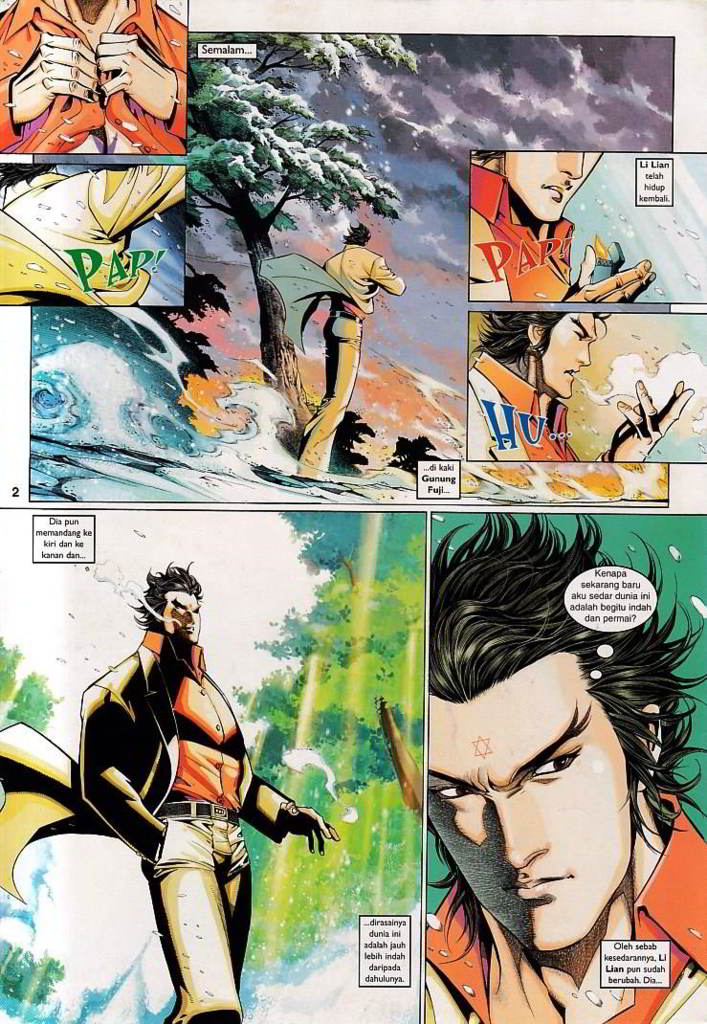 Semalam...
PAP!
Li Lian
telah
hidup
kembali.
PAP!
HU...
...di kaki
Gunung
Fuji...
2
Dia pun
memandang ke
kiri dan ke
kanan dan...
...dirasainya
dunia ini
adalah jauh
lebih indah
daripada
dahulunya.
Kenapa
sekarang baru
aku sedar dunia ini
adalah begitu indah
dan permai?
Oleh sebab
kesedarannya, Li
Lian pun sudah
berubah. Dia...